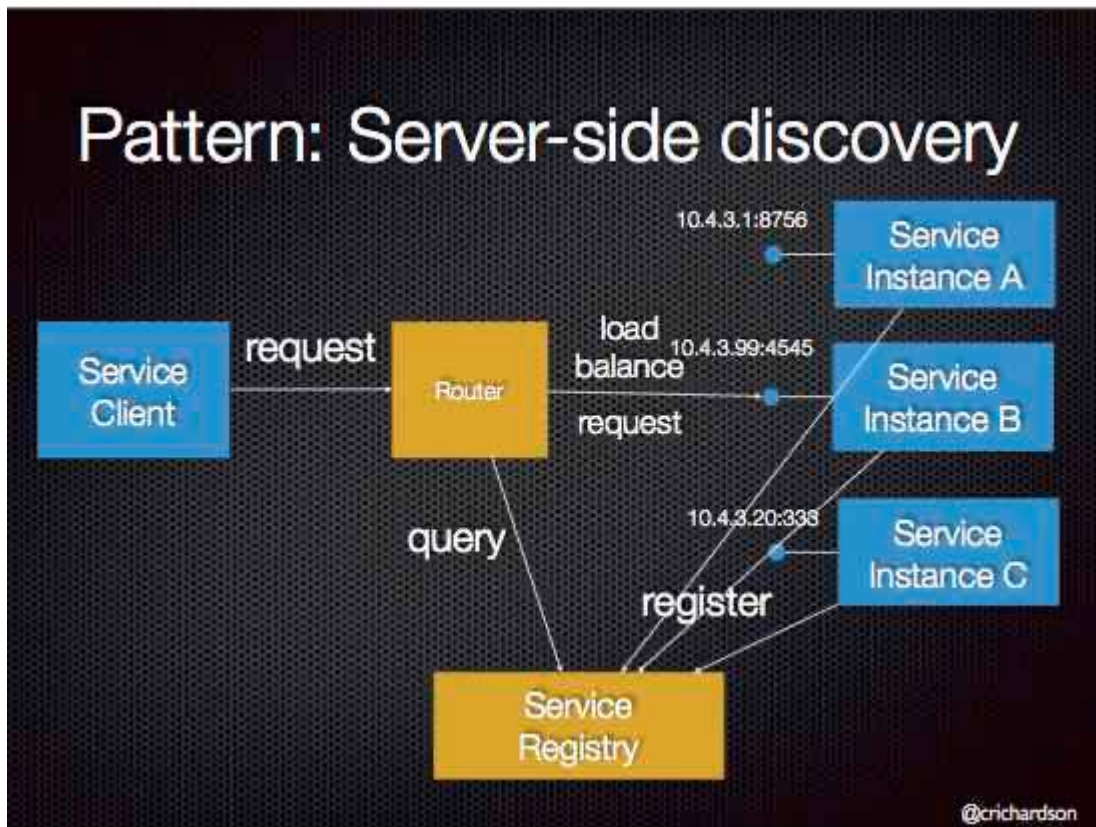 Pattern: Server-side discovery
10.4.3.1:8756
Service
Instance A
Service
Client
request
Router
load
balance
request
10.4.3.99:4545
Service
Instance B
query
10.4.3.20:333
Service
Instance C
register
Service
Registry
@crichardson